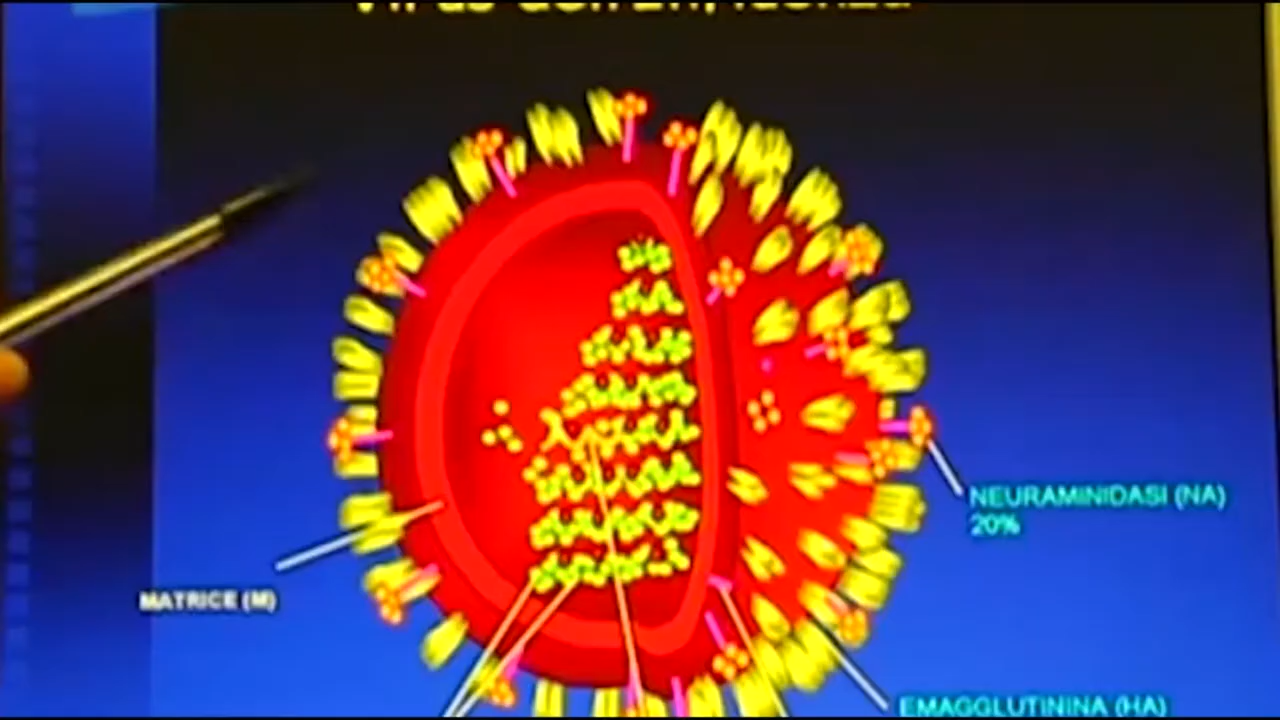 MATRICE (M)
NEURAMINIDASI (NA)
20%
EMAGGLUTININA (HA)